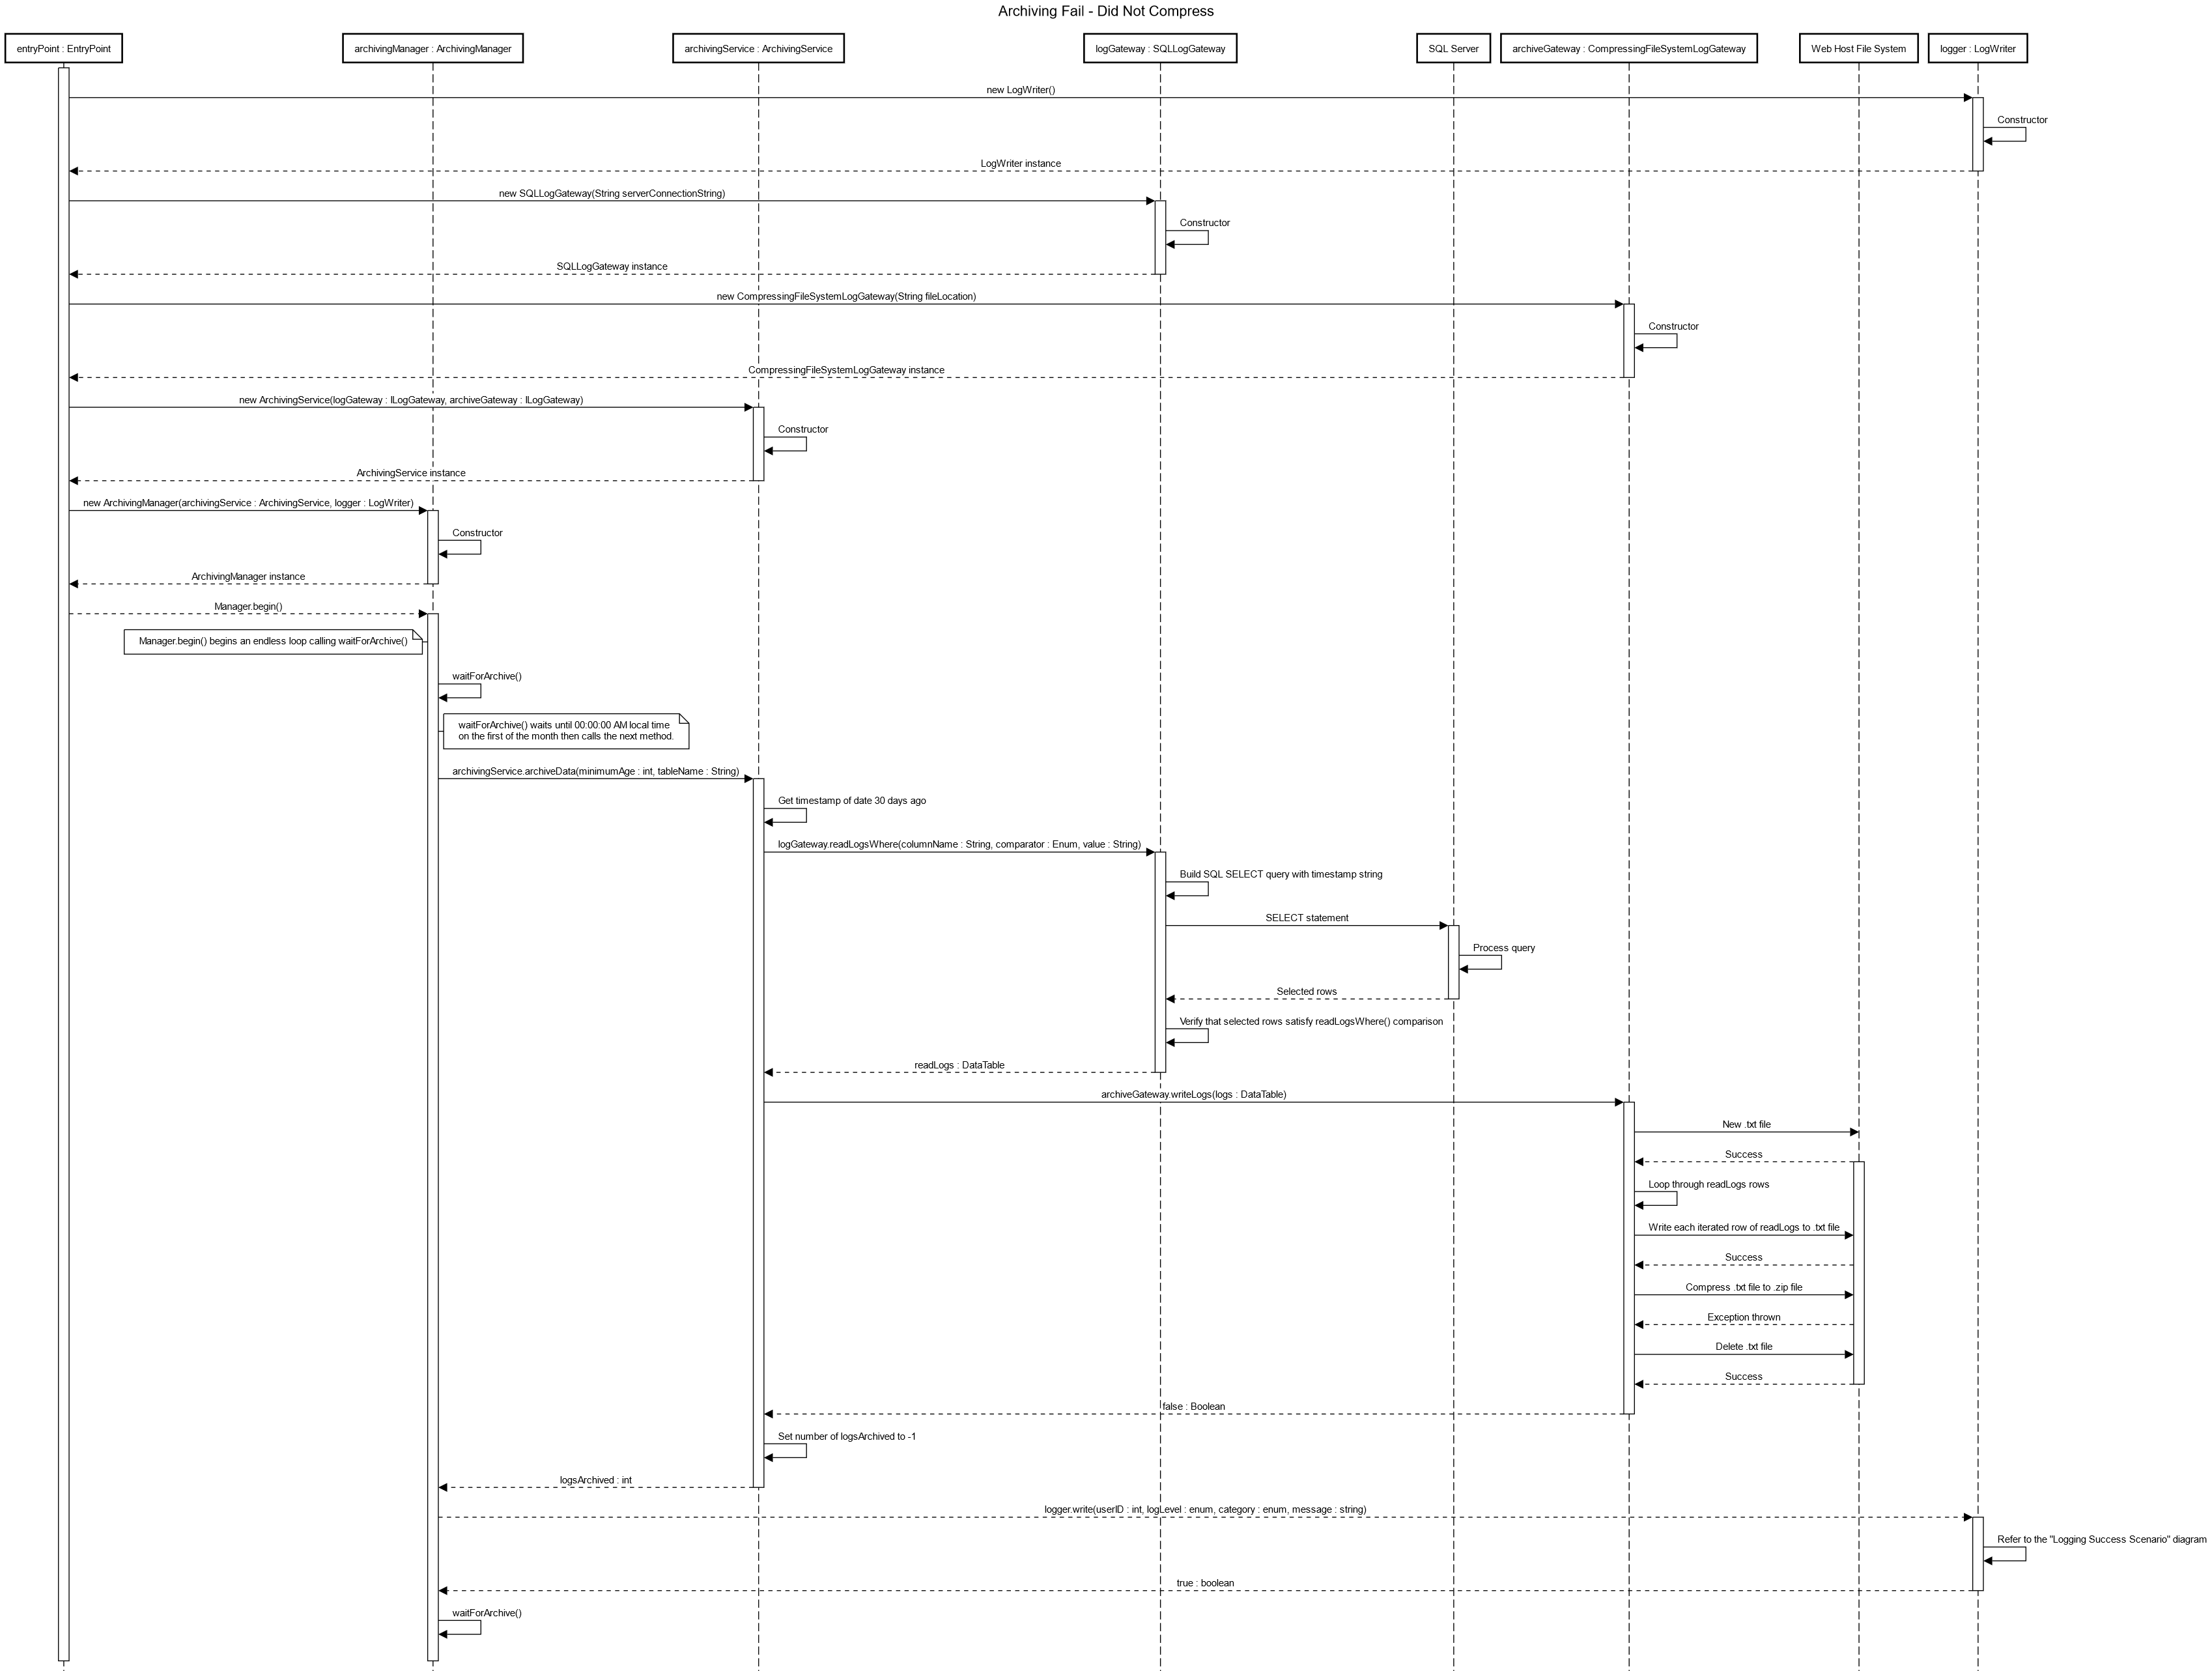 Archiving Fail - Did Not Compress
entryPoint : EntryPoint
archivingManager : ArchivingManager
archivingService : ArchivingService
logGateway : SQLLogGateway
SQL Server
archiveGateway : CompressingFileSystemLogGateway
Web Host File System
logger : LogWriter
new LogWriter()
Constructor
LogWriter instance
new SQLLogGateway(String serverConnectionString)
Constructor
SQLLogGateway instance
new CompressingFileSystemLogGateway(String fileLocation)
Constructor
CompressingFileSystemLogGateway instance
new ArchivingService(logGateway : ILogGateway, archiveGateway : ILogGateway)
Constructor
ArchivingService instance
new ArchivingManager(archivingService : ArchivingService, logger : LogWriter)
Constructor
ArchivingManager instance
Manager.begin()
Manager.begin() begins an endless loop calling waitForArchive()
waitForArchive()
waitForArchive() waits until 00:00:00 AM local time
on the first of the month then calls the next method.
archivingService.archiveData(minimumAge : int, tableName : String)
Get timestamp of date 30 days ago
logGateway.readLogsWhere(columnName : String, comparator : Enum, value : String)
Build SQL SELECT query with timestamp string
SELECT statement
Process query
Selected rows
Verify that selected rows satisfy readLogsWhere() comparison
readLogs : DataTable
archiveGateway.writeLogs(logs : DataTable)
New .txt file
Success
Loop through readLogs rows
Write each iterated row of readLogs to .txt file
Success
Compress .txt file to .zip file
Exception thrown
Delete .txt file
Success
false : Boolean
Set number of logsArchived to -1
logsArchived : int
logger.write(userID : int, logLevel : enum, category : enum, message : string)
Refer to the "Logging Success Scenario" diagram
true : boolean
waitForArchive()